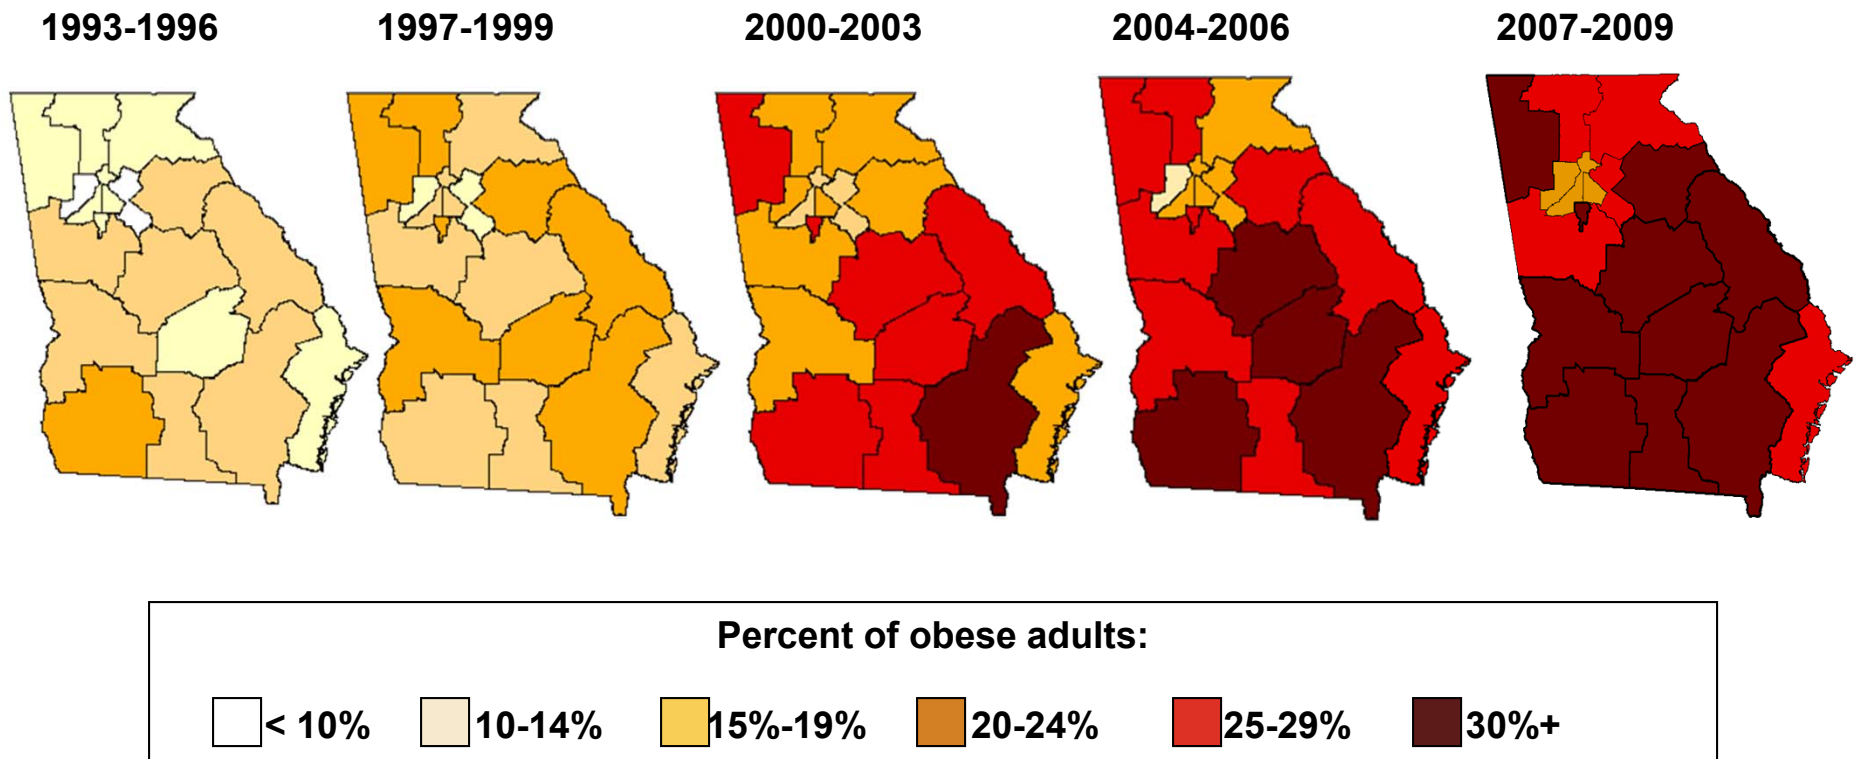 1993-1996 1997-1999 2000-2003 2004-2006 2007-2009
Percent of obese adults:
< 10% 10-14% 15%-19% 20-24% 25-29% 30%+